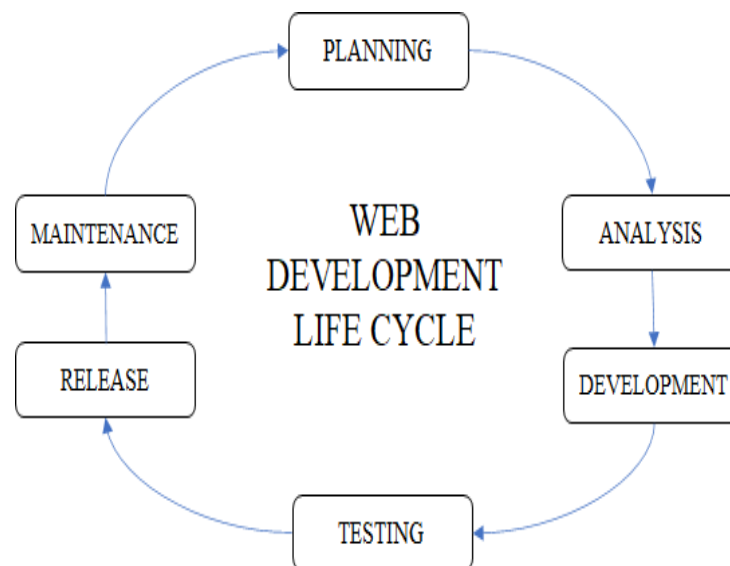 PLANNING
MAINTENANCE
WEB
DEVELOPMENT
LIFE CYCLE
ANALYSIS
RELEASE
DEVELOPMENT
TESTING